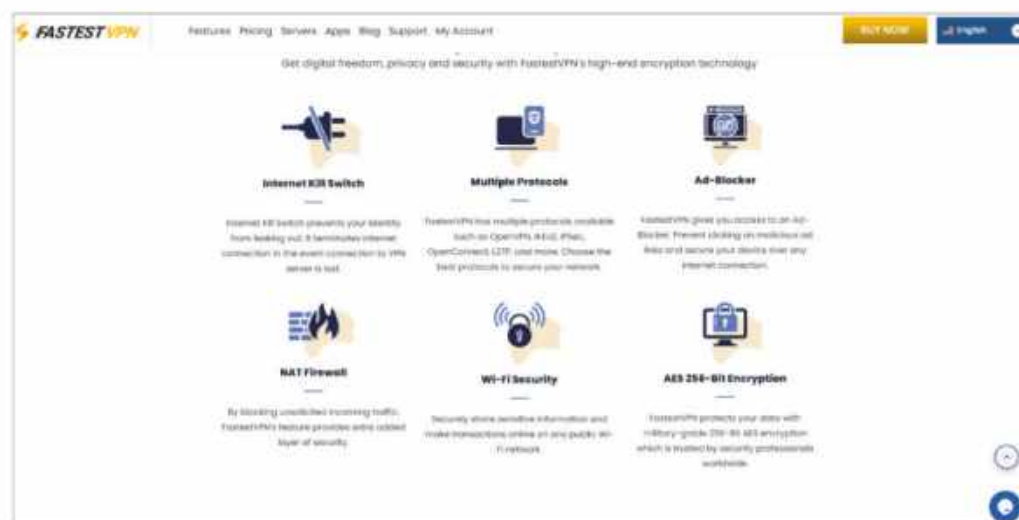 FASTESTVPN
Features Pricing Servers Apps Blog Support My Account
BUY NOW
English
Get digital freedom, privacy and security with FastestVPN's high-end encryption technology
Internet Kill Switch
Internet Kill Switch prevents your identity
from leaking out. It terminates internet
connection in the event connection to VPN
server is lost.
Multiple Protocols
FastestVPN has multiple protocols available
such as OpenVPN, IKEv2, IPSec,
OpenConnect, L2TP, and more. Choose the
best protocols to secure your network.
Ad-Blocker
FastestVPN gives you access to an Ad-
Blocker. Prevent clicking on malicious ad
links and secure your device over any
internet connection.
NAT Firewall
By blocking unsolicited incoming traffic,
FastestVPN's feature provides extra added
layer of security.
Wi-Fi Security
Securely share sensitive information and
make transactions online on any public Wi-
Fi network.
AES 256-Bit Encryption
FastestVPN protects your data with
military-grade 256-Bit AES encryption
which is trusted by security professionals
worldwide.